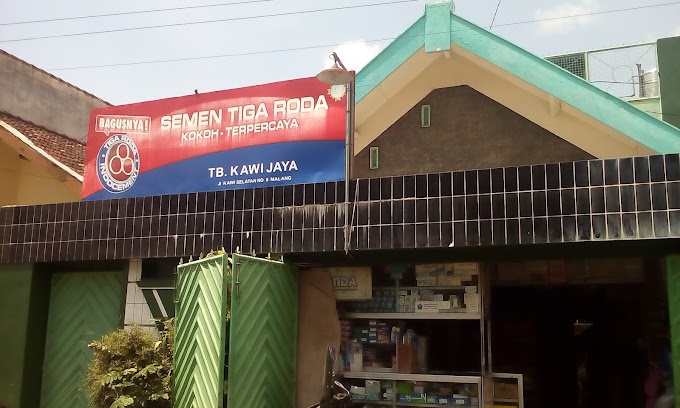 BAGUSNYA!
SEMEN TIGA RODA
KOKOH - TERPERCAYA
TIGA RODA
INDOCEMENT
TB. KAWI JAYA
Jl KAWI SELATAN NO 9 MALANG